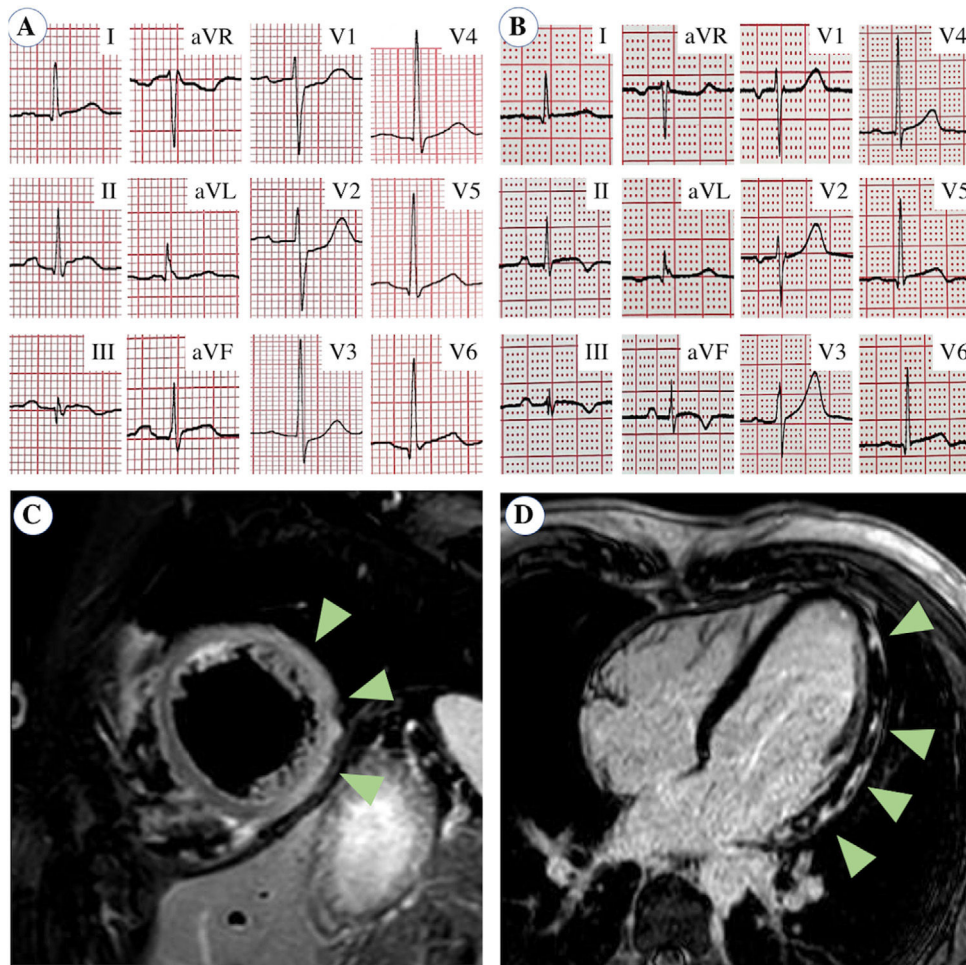 A I aVR V1 V4 B I aVR V1 V4
II aVL V2 V5 II aVL V2 V5
III aVF V3 V6 III aVF V3 V6
C D